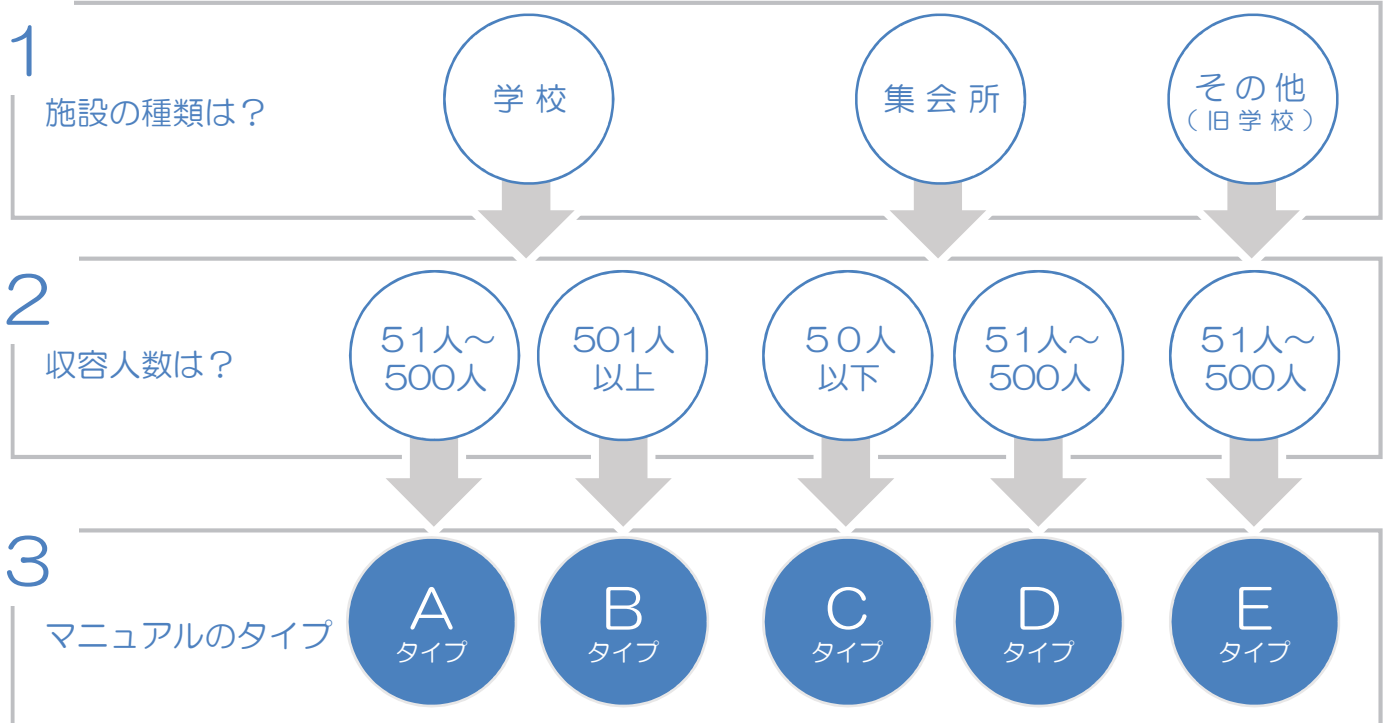 1
施設の種類は？
学校
集会所
その他
（旧学校）
2
収容人数は？
５１人～
500人
501人
以上
５０人
以下
５１人～
500人
５１人～
500人
3
マニュアルのタイプ
A
タイプ
B
タイプ
C
タイプ
D
タイプ
E
タイプ